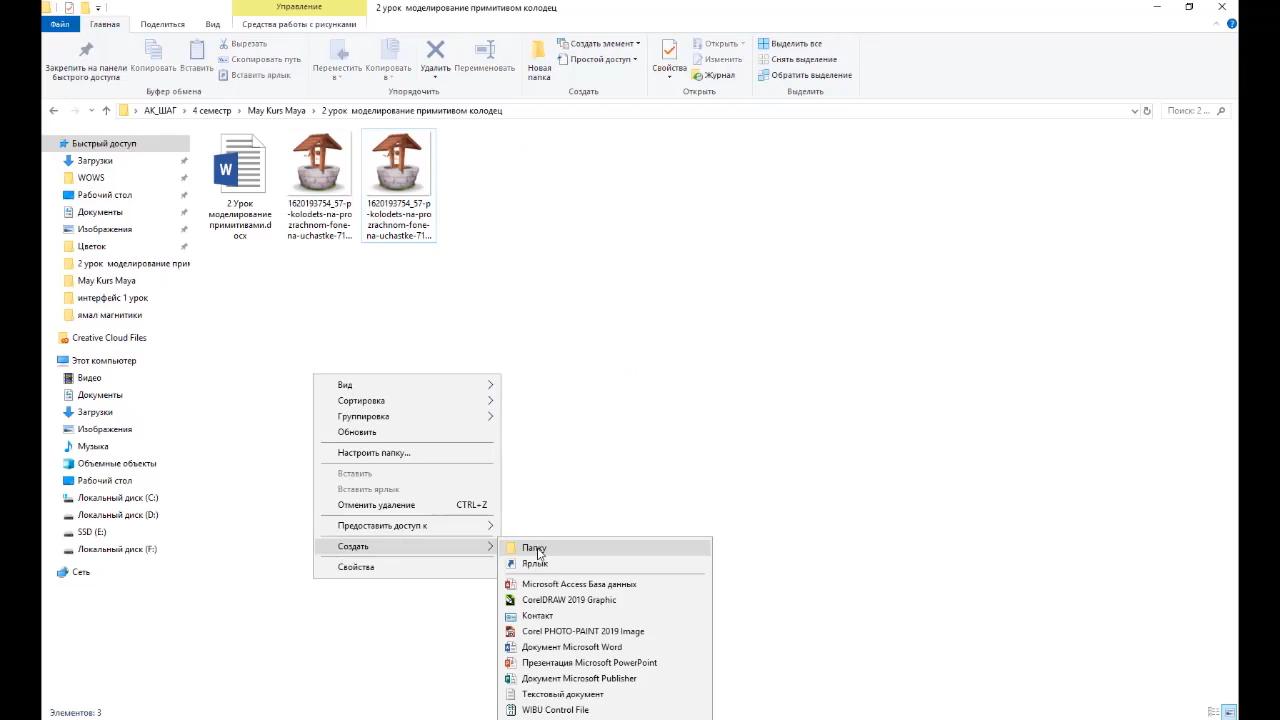 Управление
2 урок моделирование примитивом колодец
Файл
Главная
Поделиться
Вид
Средства работы с рисунками
Закрепить на панели
быстрого доступа
Копировать
Вставить
Вырезать
Скопировать путь
Вставить ярлык
Буфер обмена
Переместить
в
Копировать
в
Удалить
Переименовать
Упорядочить
Новая
папка
Создать элемент
Простой доступ
Создать
Свойства
Открыть
Изменить
Журнал
Открыть
Выделить все
Снять выделение
Обратить выделение
Выделить
АК_ШАГ
4 семестр
May Kurs Maya
2 урок моделирование примитивом колодец
Поиск: 2 ...
Быстрый доступ
Загрузки
WOWS
Рабочий стол
Документы
Изображения
Цветок
2 урок моделирование прим
May Kurs Maya
интерфейс 1 урок
ямал магнитики
Creative Cloud Files
Этот компьютер
Видео
Документы
Загрузки
Изображения
Музыка
Объемные объекты
Рабочий стол
Локальный диск (C:)
Локальный диск (D:)
SSD (E:)
Локальный диск (F:)
Сеть
W
2 Урок
моделирование
примитивами.d
ocx
1620193754_57-p
-kolodets-na-pro
zrachnom-fone-
na-uchastke-71...
1620193754_57-p
-kolodets-na-pro
zrachnom-fone-
na-uchastke-71...
Вид
Сортировка
Группировка
Обновить
Настроить папку...
Вставить
Вставить ярлык
Отменить удаление CTRL+Z
Предоставить доступ к
Создать
Свойства
Папку
Ярлык
Microsoft Access База данных
CorelDRAW 2019 Graphic
Контакт
Corel PHOTO-PAINT 2019 Image
Документ Microsoft Word
Презентация Microsoft PowerPoint
Документ Microsoft Publisher
Текстовый документ
WIBU Control File
Элементов: 3